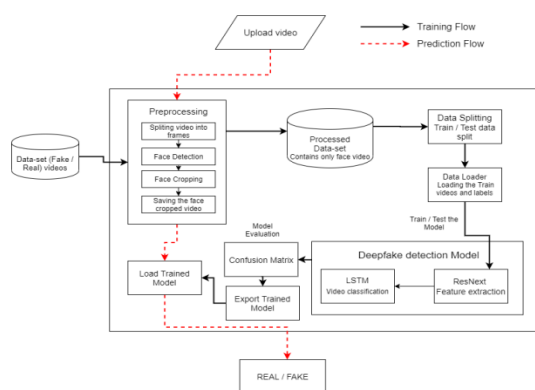 Upload video
Training Flow
Prediction Flow
Preprocessing
Spliting video into
frames
Face Detection
Face Cropping
Saving the face
cropped video
Data-set (Fake /
Real) videos
Processed
Data-set
Contains only face video
Data Splitting
Train / Test data
split
Data Loader
Loading the Train
videos and labels
Train / Test the
Model
Model
Evaluation
Deepfake detection Model
Confusion Matrix
LSTM
Video classification
ResNext
Feature extraction
Load Trained
Model
Export Trained
Model
REAL / FAKE